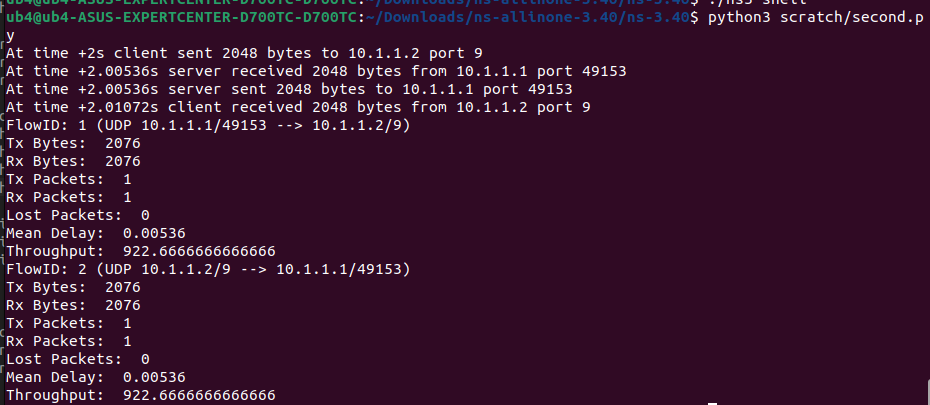 ub4@ub4-ASUS-EXPERTCENTER-D700TC-D700TC:~/Downloads/ns-allinone-3.40/ns-3.40$ ./ns3 shell
ub4@ub4-ASUS-EXPERTCENTER-D700TC-D700TC:~/Downloads/ns-allinone-3.40/ns-3.40$ python3 scratch/second.p
y
At time +2s client sent 2048 bytes to 10.1.1.2 port 9
At time +2.00536s server received 2048 bytes from 10.1.1.1 port 49153
At time +2.00536s server sent 2048 bytes to 10.1.1.1 port 49153
At time +2.01072s client received 2048 bytes from 10.1.1.2 port 9
FlowID: 1 (UDP 10.1.1.1/49153 --> 10.1.1.2/9)
Tx Bytes:  2076
Rx Bytes:  2076
Tx Packets:  1
Rx Packets:  1
Lost Packets:  0
Mean Delay:  0.00536
Throughput:  922.6666666666666
FlowID: 2 (UDP 10.1.1.2/9 --> 10.1.1.1/49153)
Tx Bytes:  2076
Rx Bytes:  2076
Tx Packets:  1
Rx Packets:  1
Lost Packets:  0
Mean Delay:  0.00536
Throughput:  922.6666666666666